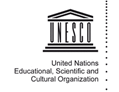 UNESCO
United Nations
Educational, Scientific and
Cultural Organization